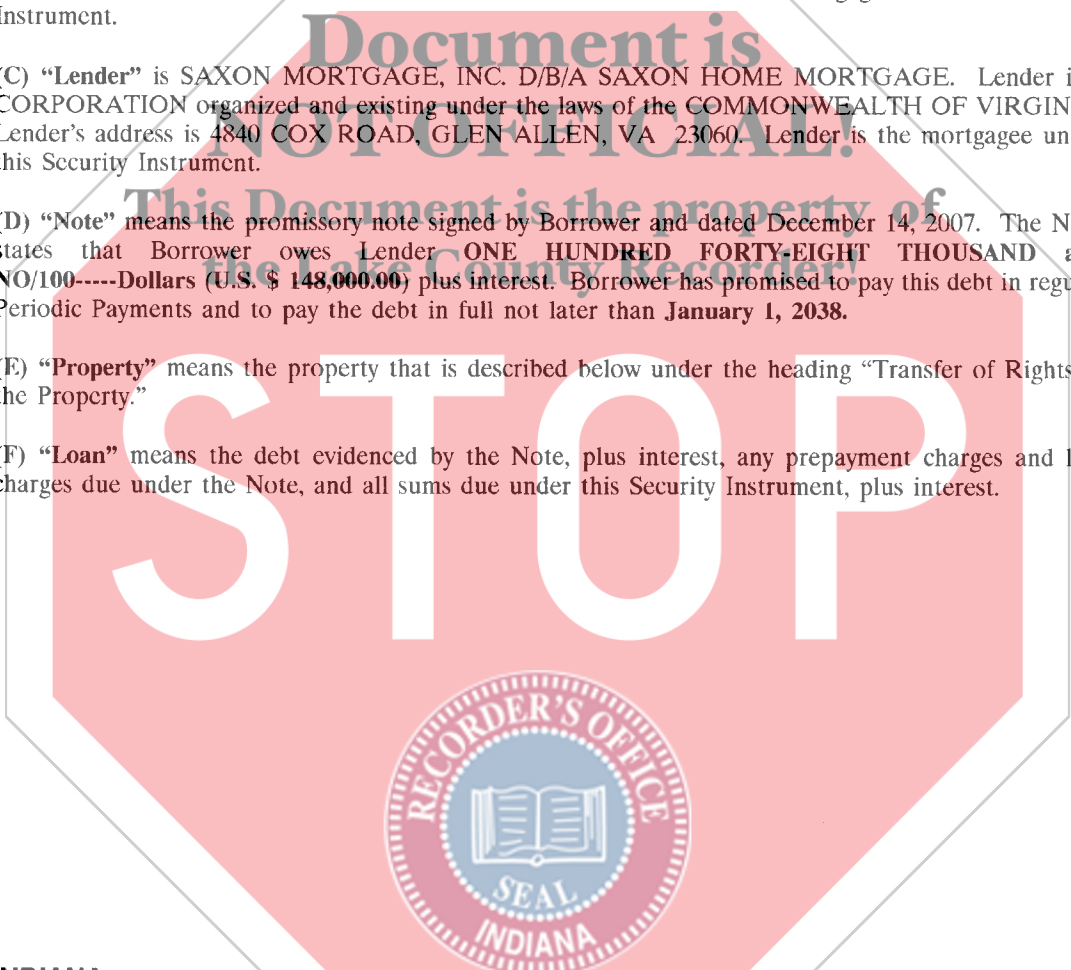 Instrument.
Document is
(C) “Lender” is SAXON MORTGAGE, INC. D/B/A SAXON HOME MORTGAGE. Lender i
CORPORATION organized and existing under the laws of the COMMONWEALTH OF VIRGIN
NOT OFFICIAL!
Lender's address is 4840 COX ROAD, GLEN ALLEN, VA 23060. Lender is the mortgagee un
this Security Instrument.
This Document is the property of
(D) “Note” means the promissory note signed by Borrower and dated December 14, 2007. The N
states that Borrower owes Lender ONE HUNDRED FORTY-EIGHT THOUSAND a
the Lake County Recorder!
NO/100-----Dollars (U.S. $ 148,000.00) plus interest. Borrower has promised to pay this debt in regu
Periodic Payments and to pay the debt in full not later than January 1, 2038.
(E) “Property” means the property that is described below under the heading “Transfer of Rights
the Property.”
STOP
(F) “Loan” means the debt evidenced by the Note, plus interest, any prepayment charges and l
charges due under the Note, and all sums due under this Security Instrument, plus interest.
RECORDER'S OFFICE
SEAL
INDIANA
INDIANA